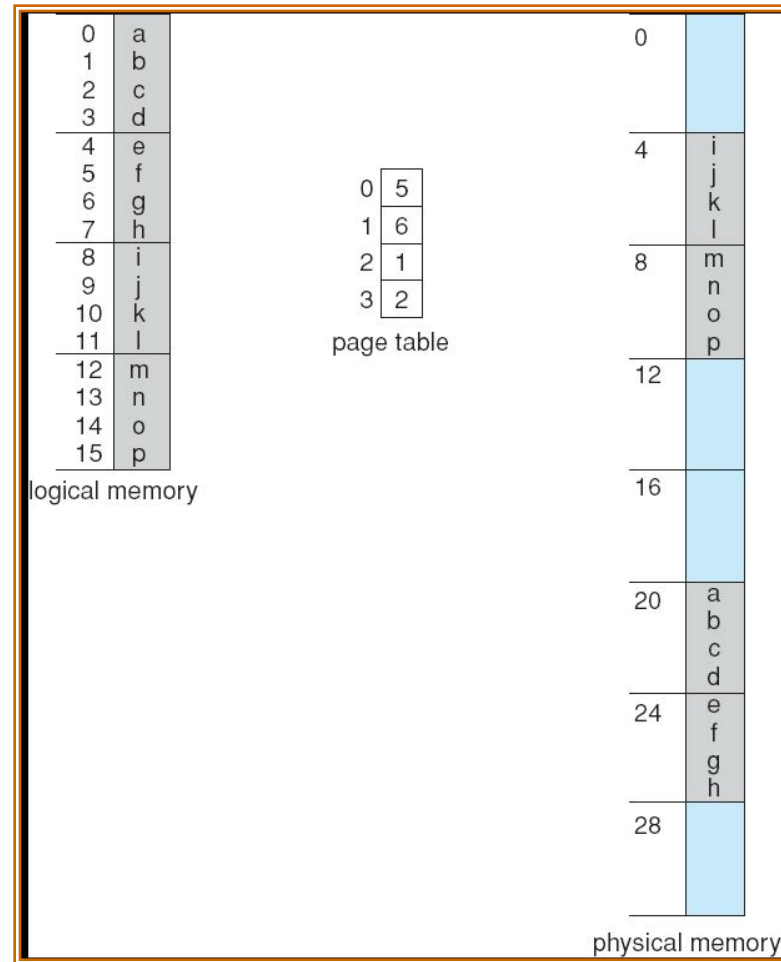 0 a
1 b
2 c
3 d
4 e
5 f
6 g
7 h
8 i
9 j
10 k
11 l
12 m
13 n
14 o
15 p
logical memory
0 5
1 6
2 1
3 2
page table
0
4 i
j
k
l
8 m
n
o
p
12
16
20 a
b
c
d
24 e
f
g
h
28
physical memory